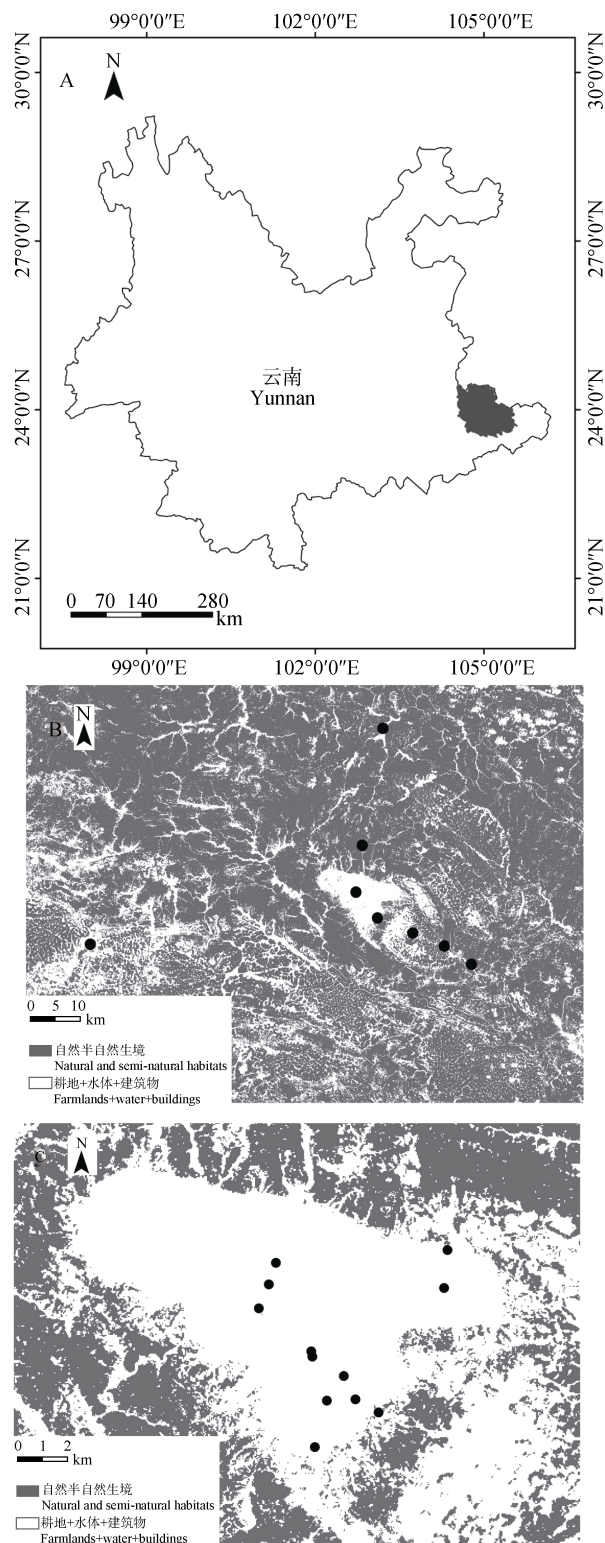 99°0′0″E 102°0′0″E 105°0′0″E
30°0′0″N
27°0′0″N
24°0′0″N
21°0′0″N
A
N
云南
Yunnan
30°0′0″N
27°0′0″N
24°0′0″N
21°0′0″N
0 70 140 280
km
99°0′0″E 102°0′0″E 105°0′0″E
B
N
0 5 10
km
自然半自然生境
Natural and semi-natural habitats
耕地+水体+建筑物
Farmlands+water+buildings
C
N
0 1 2
km
自然半自然生境
Natural and semi-natural habitats
耕地+水体+建筑物
Farmlands+water+buildings